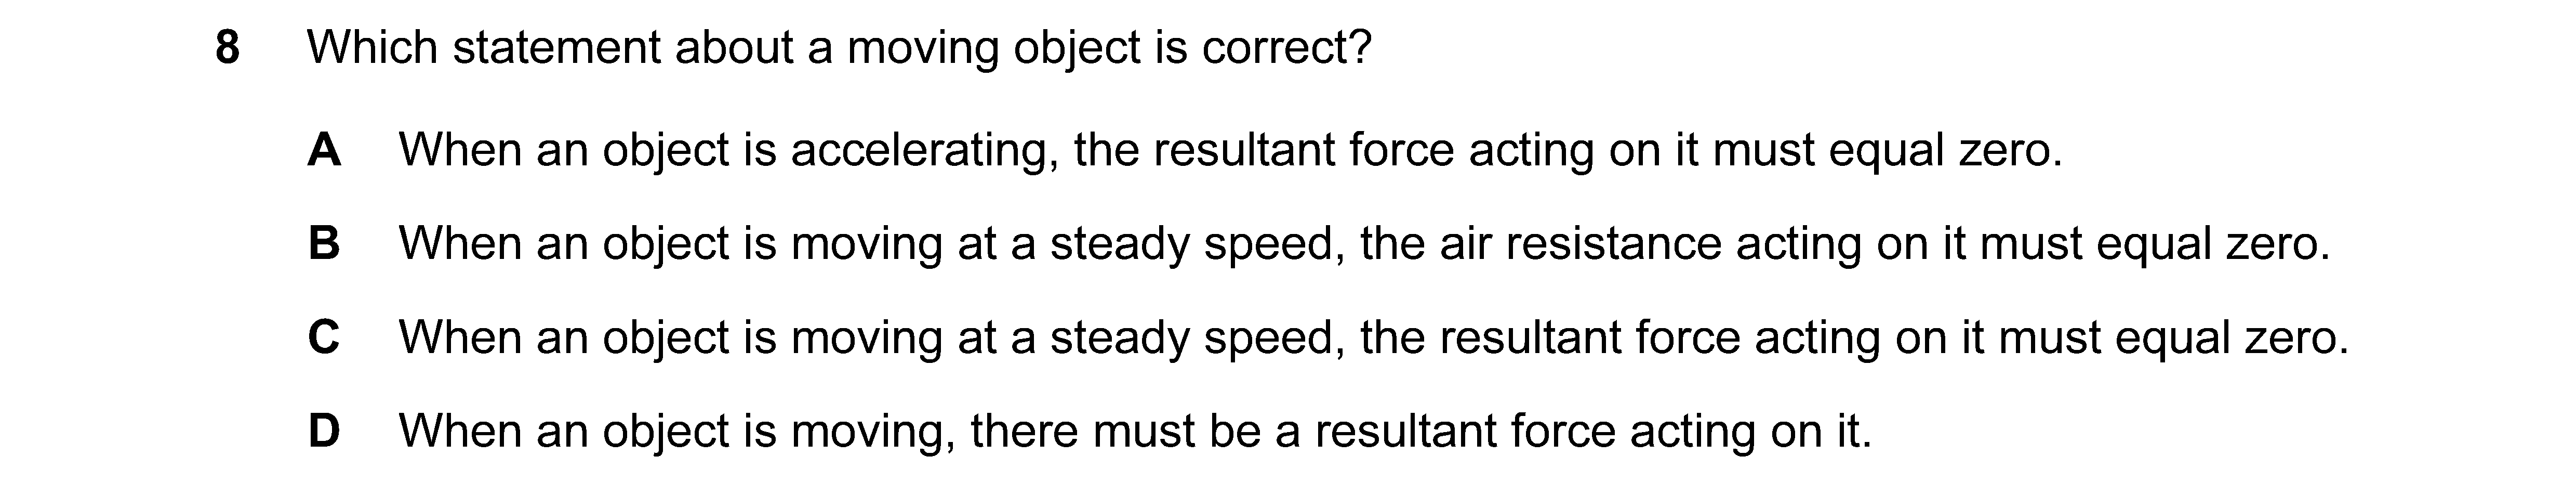 8 Which statement about a moving object is correct?
A When an object is accelerating, the resultant force acting on it must equal zero.
B When an object is moving at a steady speed, the air resistance acting on it must equal zero.
C When an object is moving at a steady speed, the resultant force acting on it must equal zero.
D When an object is moving, there must be a resultant force acting on it.